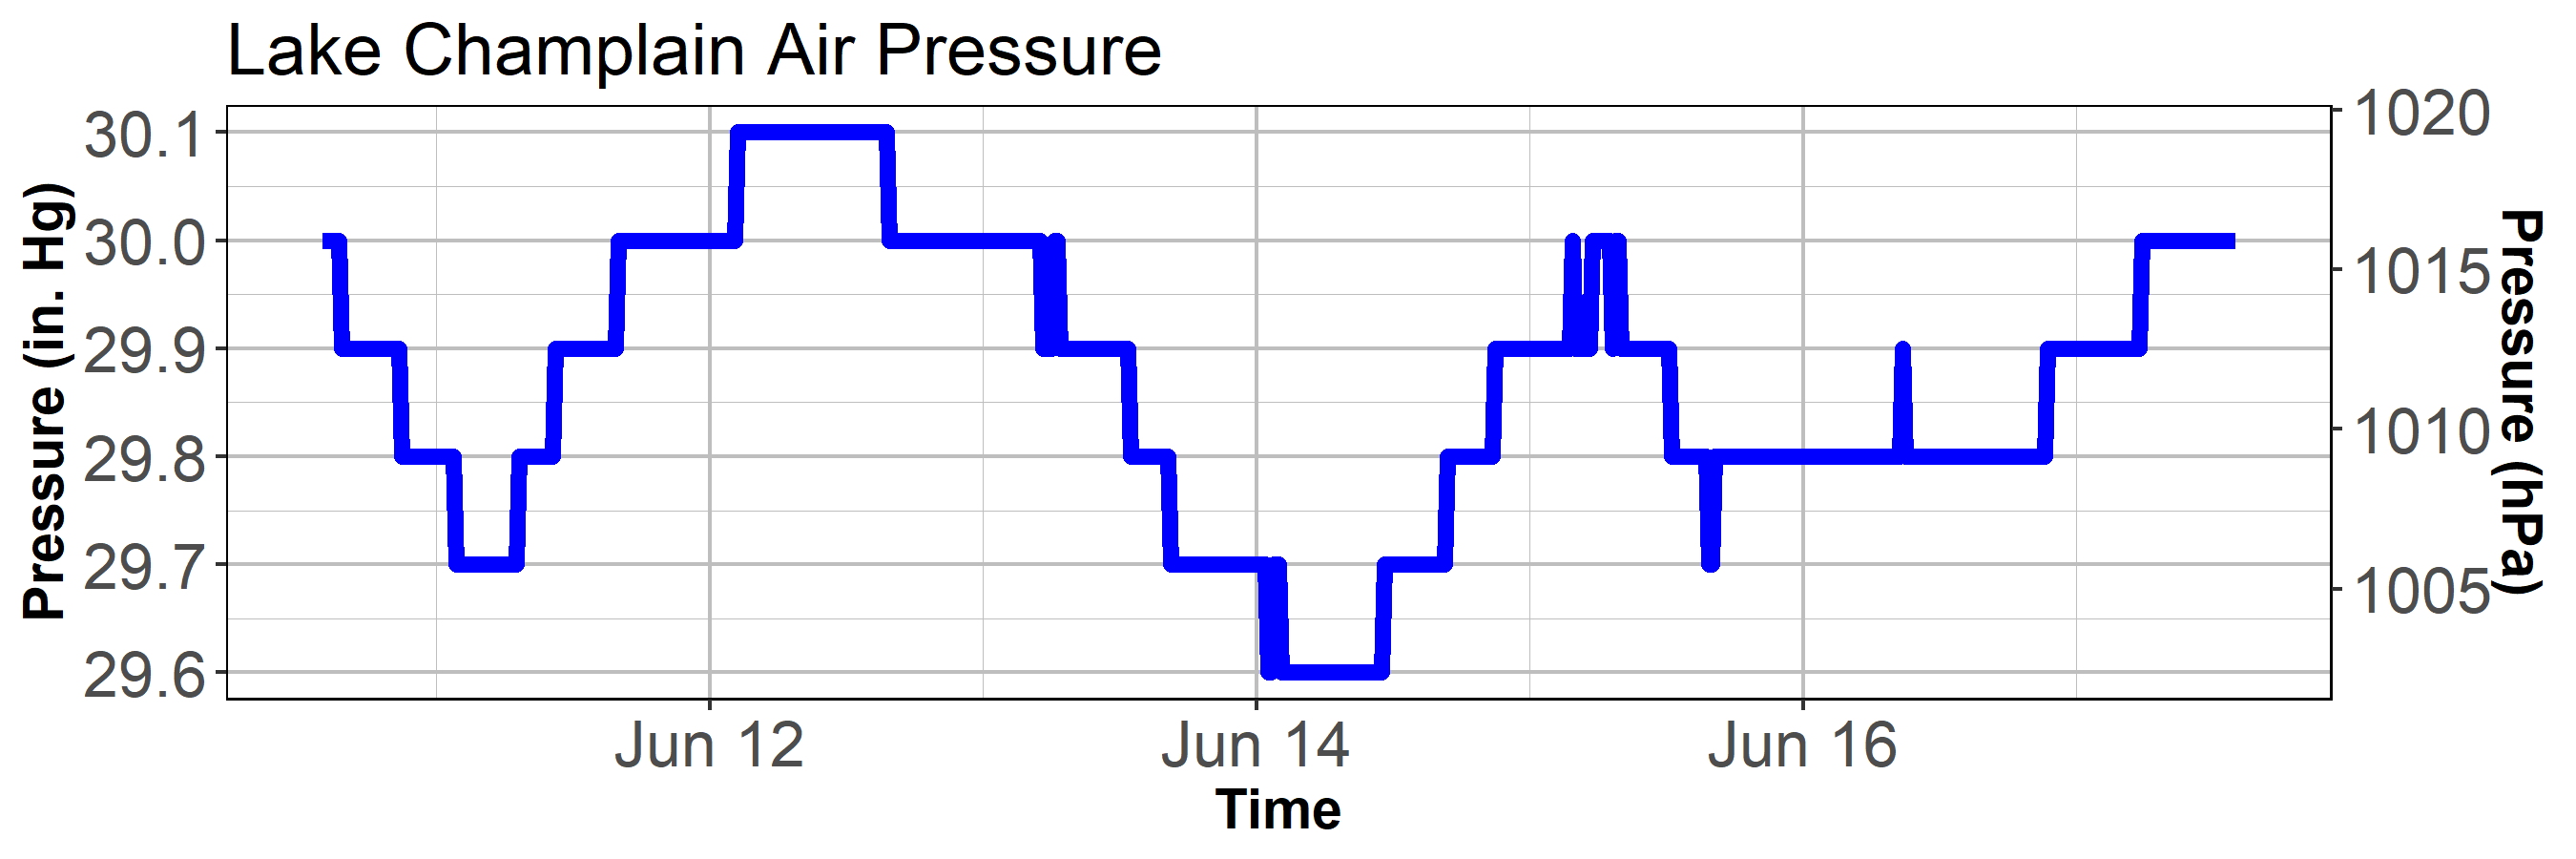 Lake Champlain Air Pressure
Pressure (in. Hg)
30.1
30.0
29.9
29.8
29.7
29.6
1020
1015
1010
1005
Pressure (hPa)
Jun 12
Jun 14
Jun 16
Time